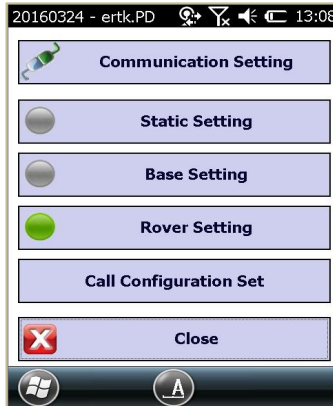 20160324 - ertk.PD 13:08
Communication Setting
Static Setting
Base Setting
Rover Setting
Call Configuration Set
Close
A